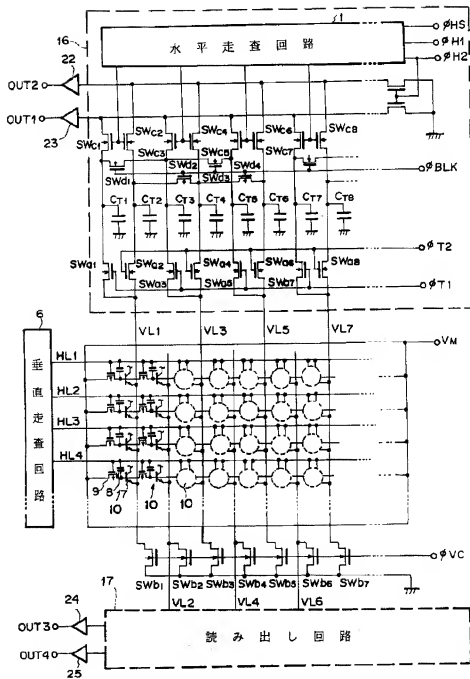 1
水平走査回路
φHS
φH1
φH2
16
22
OUT2
OUT1
23
SWC1 SWC2 SWC4 SWC6 SWC8
SWC3 SWC5 SWC7
SWd1 SWd2 SWd3 SWd4
φBLK
CT1 CT2 CT3 CT4 CT5 CT6 CT7 CT8
φT2
SWa1 SWa2 SWa4 SWa6 SWa8
SWa3 SWa5 SWa7
φT1
6
VL1 VL3 VL5 VL7
VM
垂直走査回路
HL1
HL2
HL3
HL4
9 8 17
10 10 10
φVC
SWb1 SWb2 SWb3 SWb4 SWb5 SWb6 SWb7
17
VL2 VL4 VL6
24
OUT3
読み出し回路
OUT4
25